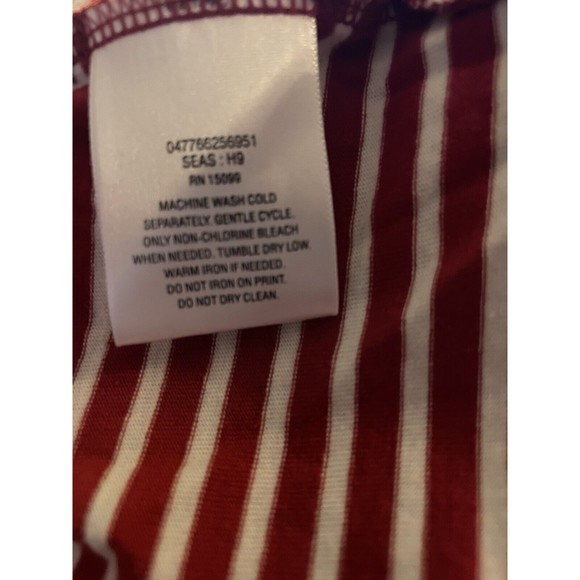 047766256951
SEAS : H9
RN 15099
MACHINE WASH COLD
SEPARATELY. GENTLE CYCLE.
ONLY NON-CHLORINE BLEACH
WHEN NEEDED. TUMBLE DRY LOW.
WARM IRON IF NEEDED.
DO NOT IRON ON PRINT.
DO NOT DRY CLEAN.